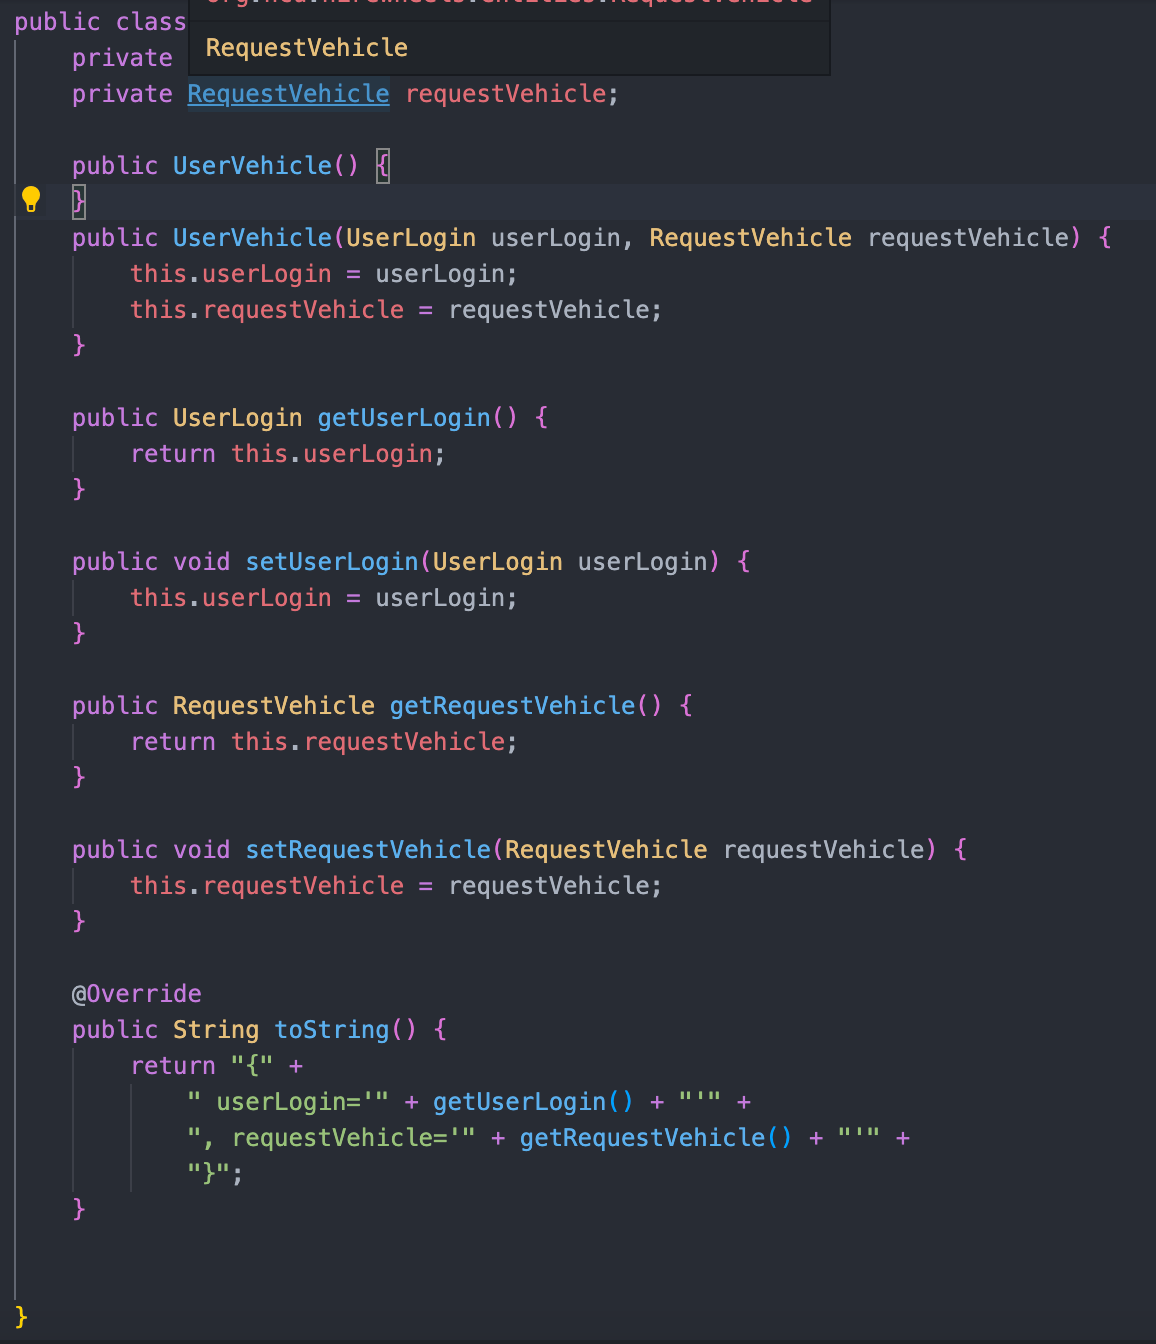 public class
RequestVehicle
private
private RequestVehicle requestVehicle;
public UserVehicle() {
}
public UserVehicle(UserLogin userLogin, RequestVehicle requestVehicle) {
this.userLogin = userLogin;
this.requestVehicle = requestVehicle;
}
public UserLogin getUserLogin() {
return this.userLogin;
}
public void setUserLogin(UserLogin userLogin) {
this.userLogin = userLogin;
}
public RequestVehicle getRequestVehicle() {
return this.requestVehicle;
}
public void setRequestVehicle(RequestVehicle requestVehicle) {
this.requestVehicle = requestVehicle;
}
@Override
public String toString() {
return "{" +
" userLogin='" + getUserLogin() + "'" +
", requestVehicle='" + getRequestVehicle() + "'" +
"}";
}
}